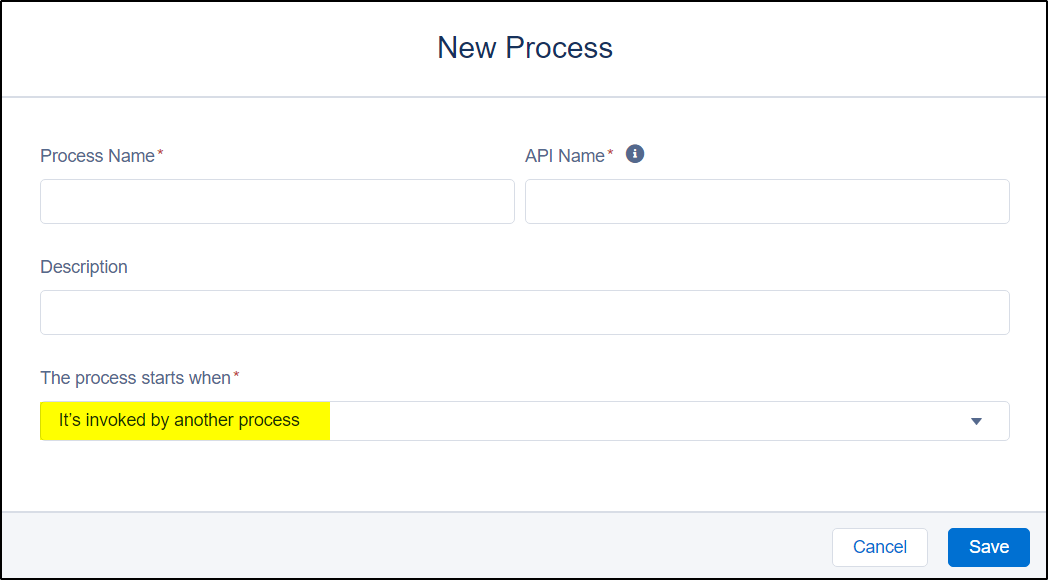 New Process
Process Name* API Name* i
Description
The process starts when*
It's invoked by another process
Cancel Save